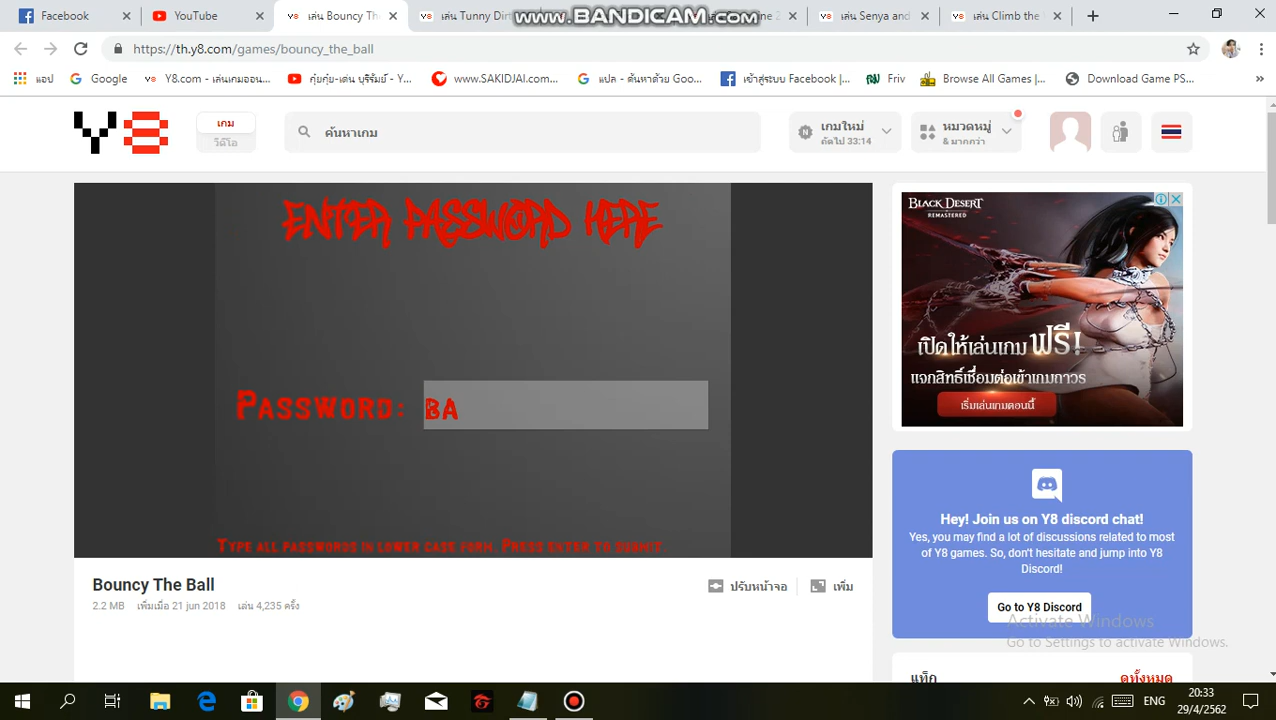 Facebook
YouTube
เล่น Bouncy Th
เล่น Tunny Di
เล่น Senya and
เล่น Climb the
www.BANDICAM.com
https://th.y8.com/games/bouncy_the_ball
แอป
Google
Y8.com - เล่นเกมออน...
กุ่ยกุ่ย-เด่น บุรีรัมย์ - Y...
www.SAKIDJAI.com...
แปล - ค้นหาด้วย Goo...
เข้าสู่ระบบ Facebook |...
Friv
Browse All Games |...
Download Game PS...
Y8
เกม
วิดีโอ
ค้นหาเกม
เกมใหม่
ถัดไป 33:14
หมวดหมู่
& มากกว่า
ENTER PASSWORD HERE
PASSWORD: BA
TYPE ALL PASSWORDS IN LOWER CASE FORM. PRESS ENTER TO SUBMIT.
BLACK DESERT
REMASTERED
เปิดให้เล่นเกมฟรี!
แจกสิทธิ์เชื่อมต่อเข้าเกมถาวร
เริ่มเล่นเกมตอนนี้
Hey! Join us on Y8 discord chat!
Yes, you may find a lot of discussions related to most
of Y8 games. So, don't hesitate and jump into Y8
Discord!
Go to Y8 Discord
Bouncy The Ball
2.2 MB เพิ่มเมื่อ 21 jun 2018 เล่น 4,235 ครั้ง
ปรับหน้าจอ
เพิ่ม
Activate Windows
Go to Settings to activate Windows.
แท็ก
ดูทั้งหมด
ENG
20:33
29/4/2562